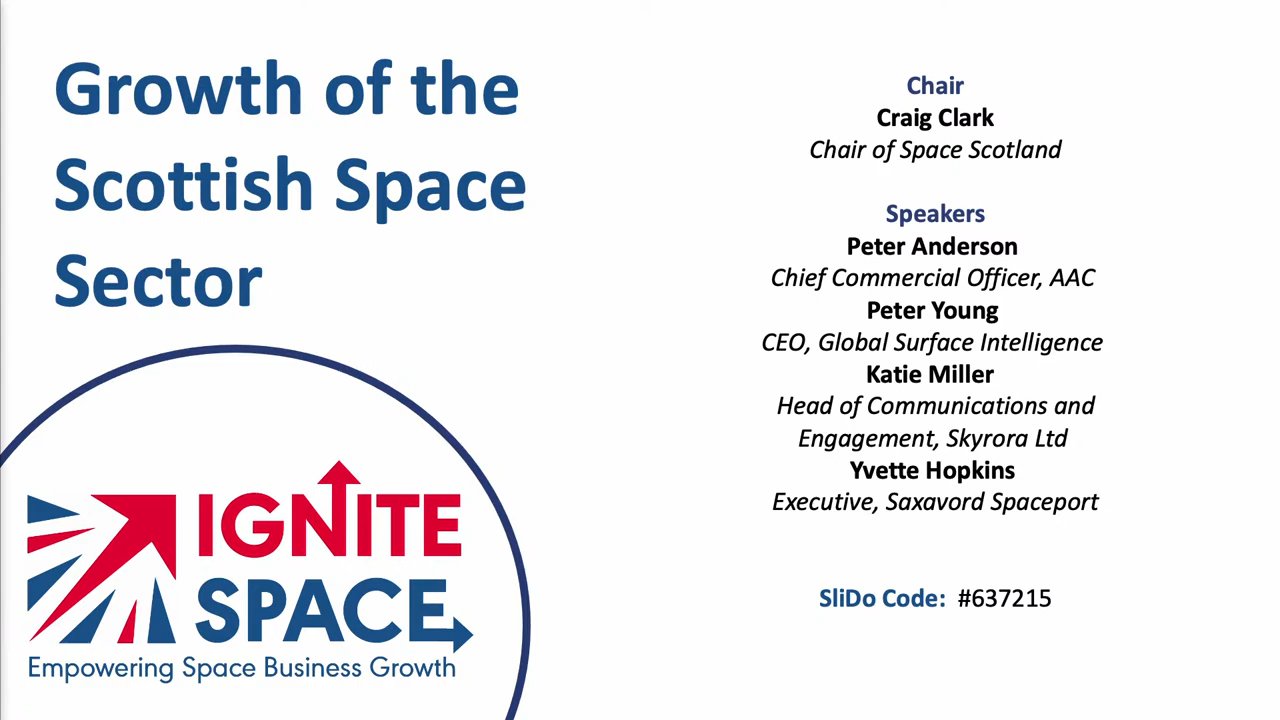 Growth of the
Scottish Space
Sector
IGNITE
SPACE
Empowering Space Business Growth
Chair
Craig Clark
Chair of Space Scotland
Speakers
Peter Anderson
Chief Commercial Officer, AAC
Peter Young
CEO, Global Surface Intelligence
Katie Miller
Head of Communications and
Engagement, Skyrora Ltd
Yvette Hopkins
Executive, Saxavord Spaceport
SliDo Code: #637215